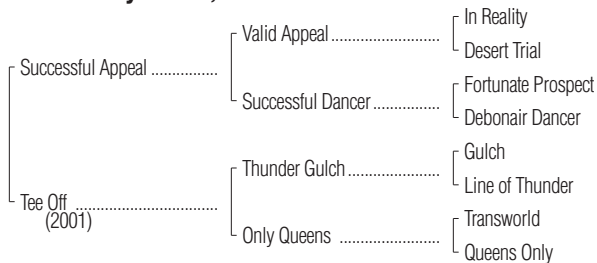 In Reality
Valid Appeal
Desert Trial
Successful Appeal
Fortunate Prospect
Successful Dancer
Debonair Dancer
Gulch
Thunder Gulch
Line of Thunder
Tee Off
(2001)
Transworld
Only Queens
Queens Only